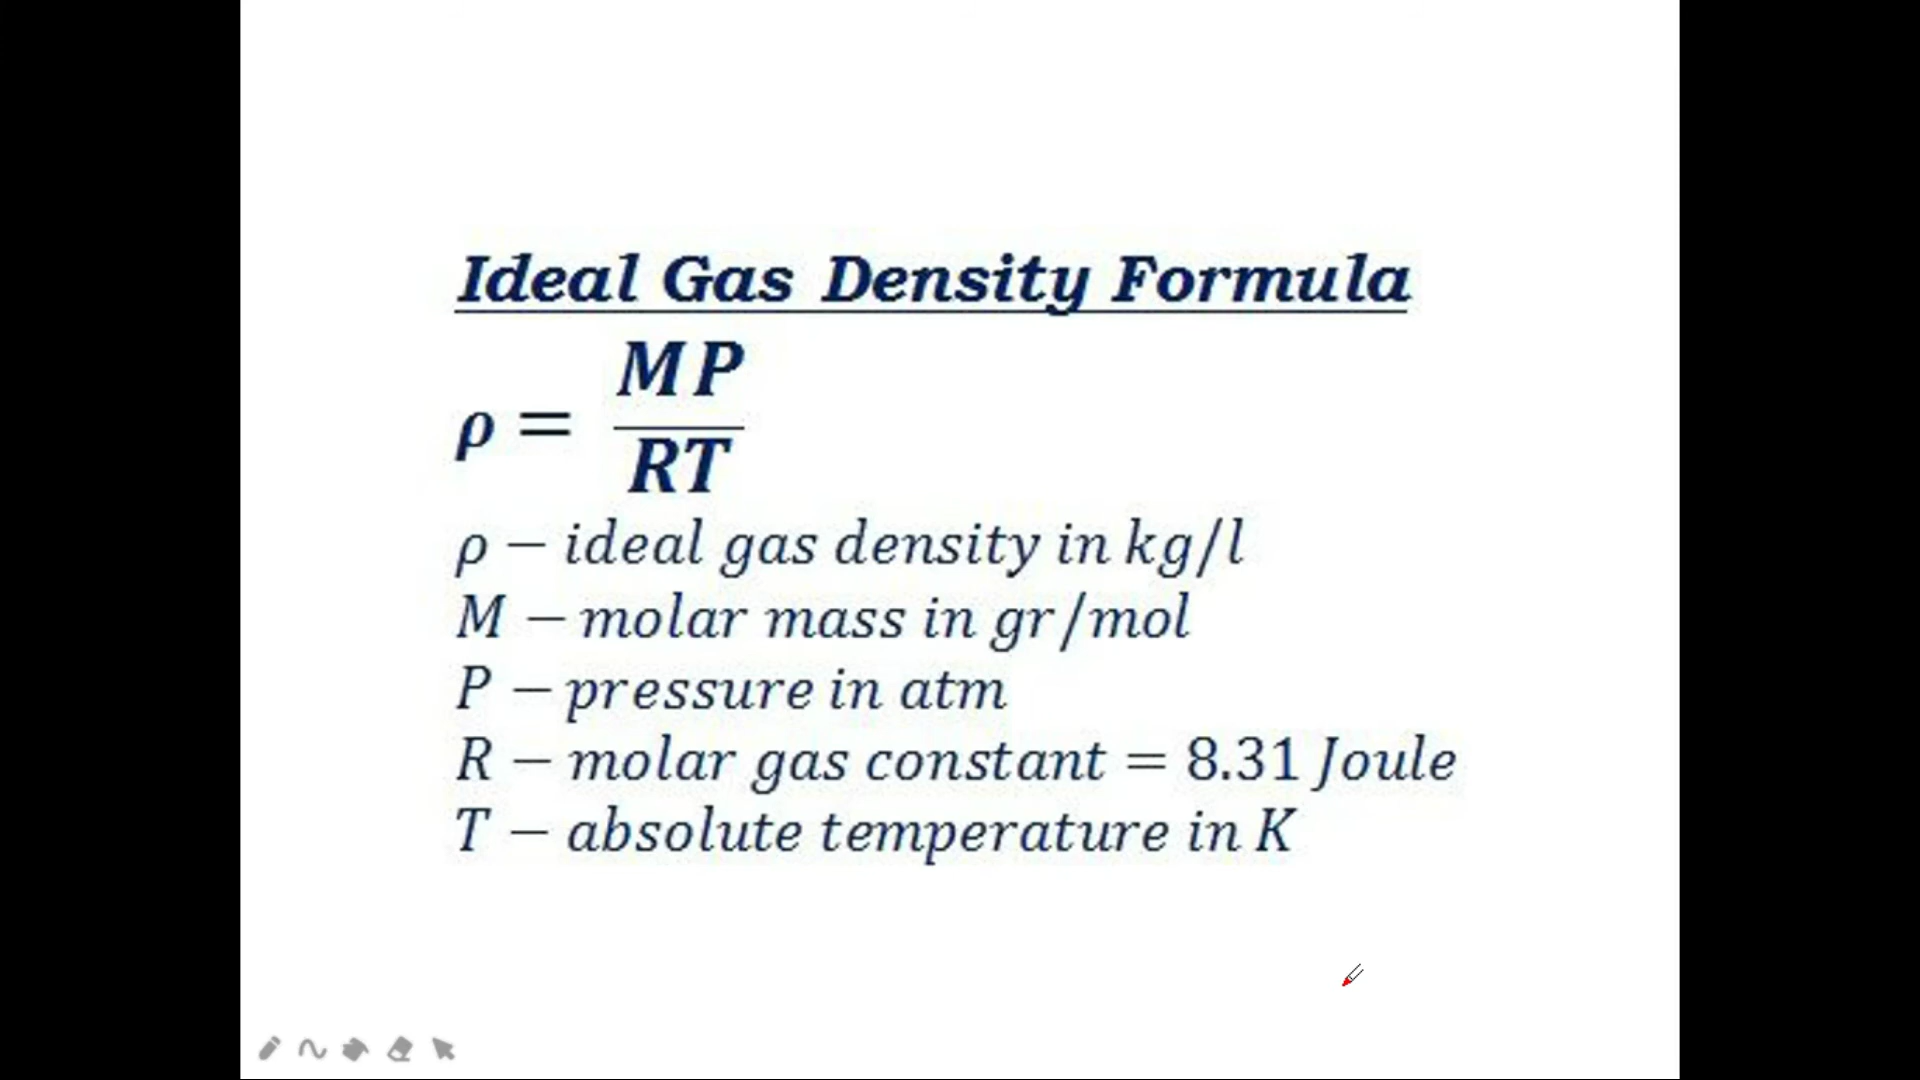 Ideal Gas Density Formula
ρ = MP / RT
ρ – ideal gas density in kg/l
M – molar mass in gr/mol
P – pressure in atm
R – molar gas constant = 8.31 Joule
T – absolute temperature in K